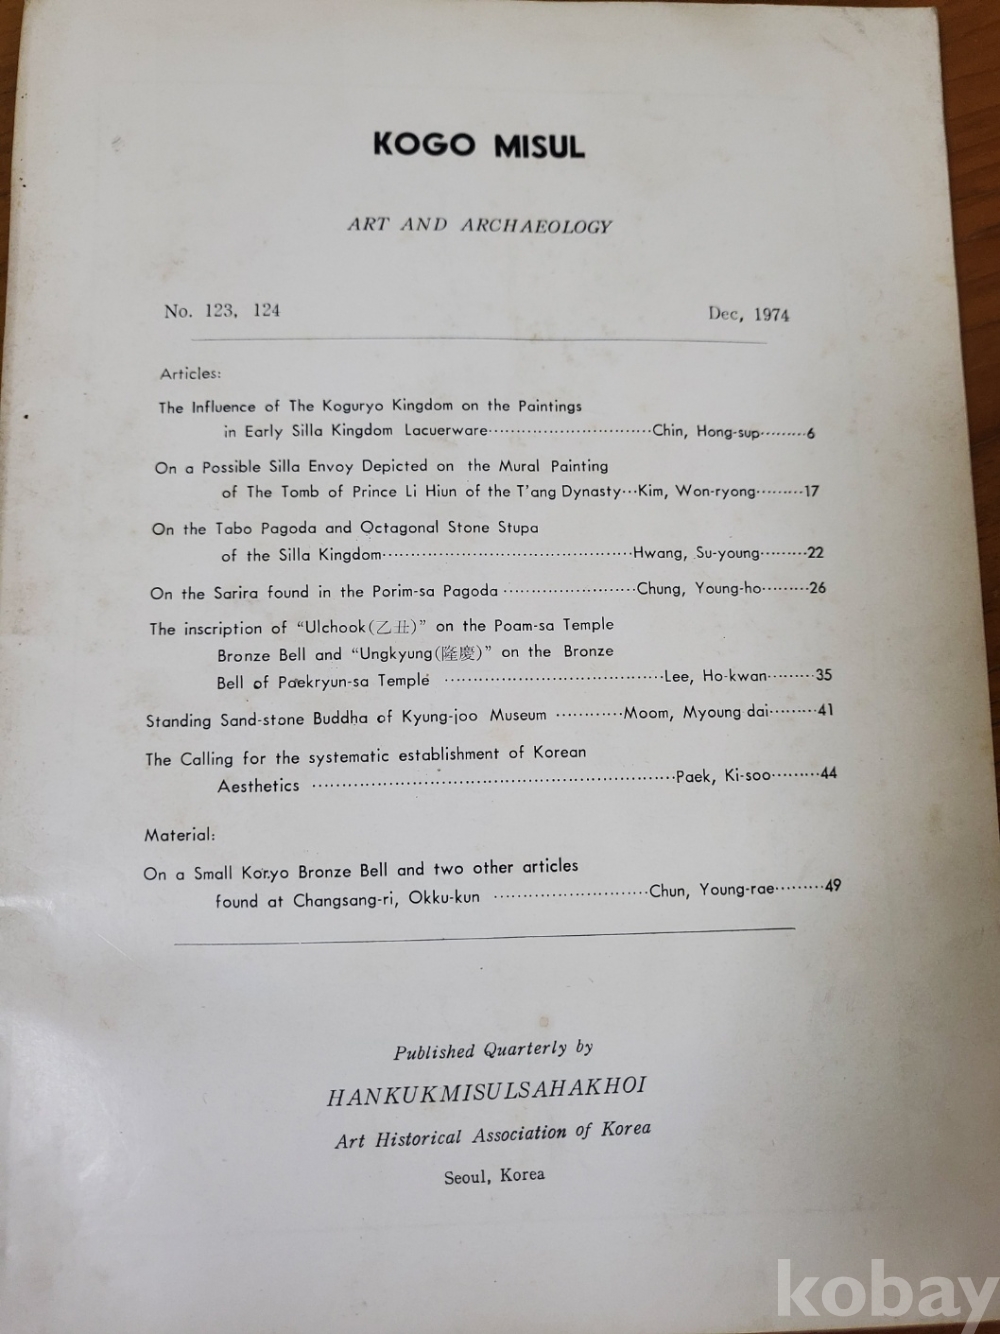 KOGO MISUL
ART AND ARCHAEOLOGY
No. 123, 124 Dec, 1974
Articles:
The Influence of The Koguryo Kingdom on the Paintings
in Early Silla Kingdom Lacuerware····························Chin, Hong-sup·········6
On a Possible Silla Envoy Depicted on the Mural Painting
of The Tomb of Prince Li Hiun of the T'ang Dynasty···Kim, Won-ryong·········17
On the Tabo Pagoda and Octagonal Stone Stupa
of the Silla Kingdom············································Hwang, Su-young·········22
On the Sarira found in the Porim-sa Pagoda ·······················Chung, Young-ho·········26
The inscription of “Ulchook(乙丑)” on the Poam-sa Temple
Bronze Bell and “Ungkyung(隆慶)” on the Bronze
Bell of Paekryun-sa Temple ······································Lee, Ho-kwan·········35
Standing Sand-stone Buddha of Kyung-joo Museum ············Moom, Myoung dai·········41
The Calling for the systematic establishment of Korean
Aesthetics ······························································Paek, Ki-soo·········44
Material:
On a Small Koryo Bronze Bell and two other articles
found at Changsang-ri, Okku-kun ···························Chun, Young-rae·········49
Published Quarterly by
HANKUKMISULSAHAKHOI
Art Historical Association of Korea
Seoul, Korea
kobay